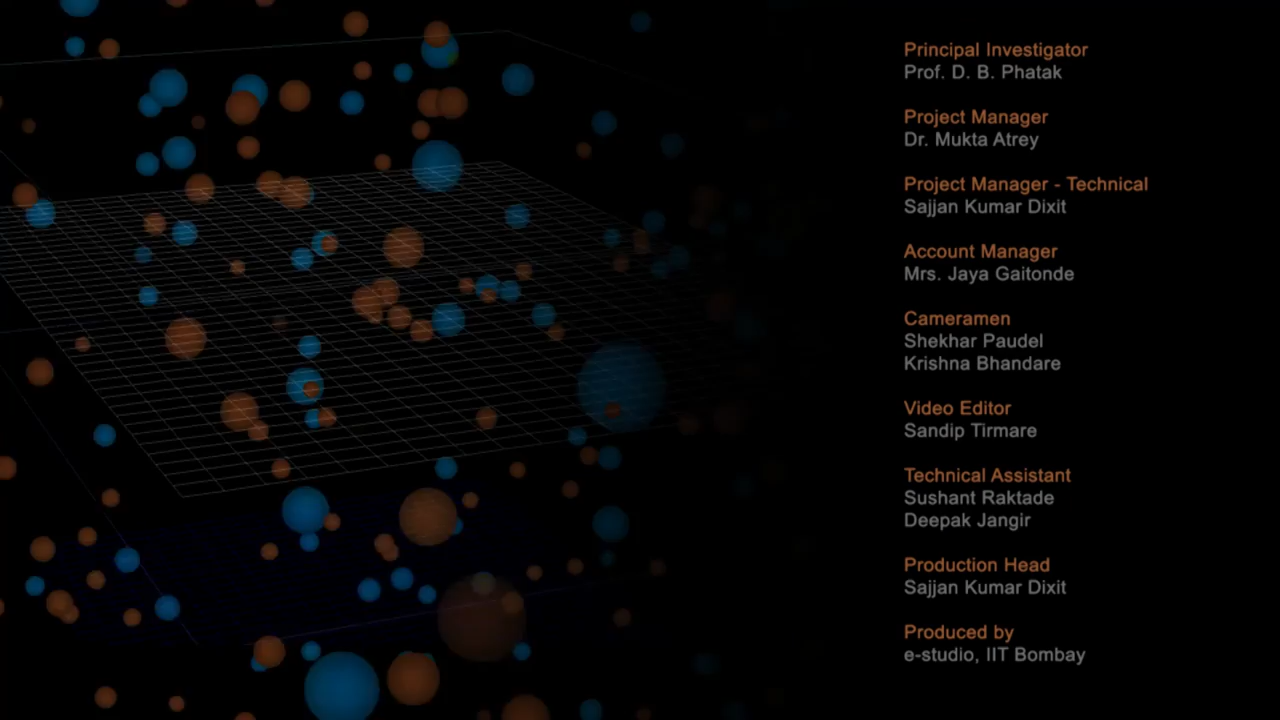 Principal Investigator
Prof. D. B. Phatak
Project Manager
Dr. Mukta Atrey
Project Manager - Technical
Sajjan Kumar Dixit
Account Manager
Mrs. Jaya Gaitonde
Cameramen
Shekhar Paudel
Krishna Bhandare
Video Editor
Sandip Tirmare
Technical Assistant
Sushant Raktade
Deepak Jangir
Production Head
Sajjan Kumar Dixit
Produced by
e-studio, IIT Bombay